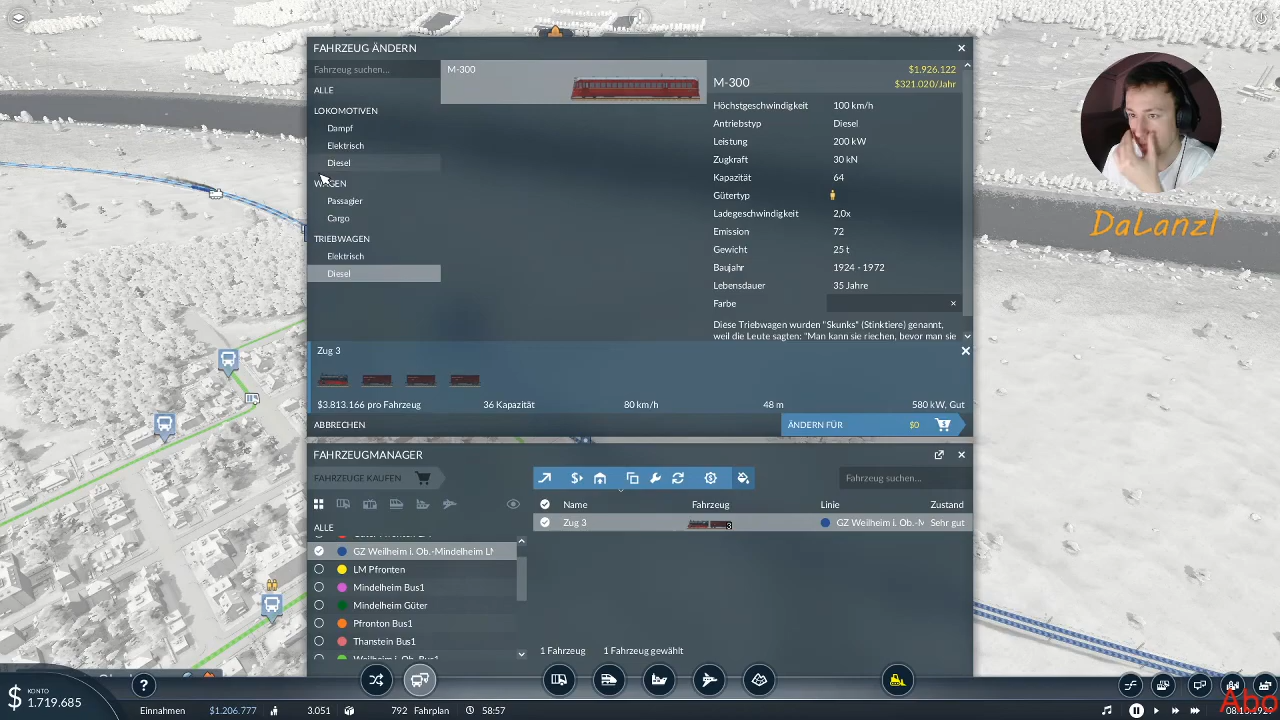 FAHRZEUG ÄNDERN
Fahrzeug suchen...
ALLE
LOKOMOTIVEN
Dampf
Elektrisch
Diesel
WAGEN
Passagier
Cargo
TRIEBWAGEN
Elektrisch
Diesel
M-300
M-300
$1.926.122
$321.020/Jahr
Höchstgeschwindigkeit 100 km/h
Antriebstyp Diesel
Leistung 200 kW
Zugkraft 30 kN
Kapazität 64
Gütertyp
Ladegeschwindigkeit 2,0x
Emission 72
Gewicht 25 t
Baujahr 1924 - 1972
Lebensdauer 35 Jahre
Farbe
Diese Triebwagen wurden "Skunks" (Stinktiere) genannt,
weil die Leute sagten: "Man kann sie riechen, bevor man sie
DaLanzl
Zug 3
$3.813.166 pro Fahrzeug 36 Kapazität 80 km/h 48 m 580 kW, Gut
ABBRECHEN
ÄNDERN FÜR $0
FAHRZEUGMANAGER
FAHRZEUGE KAUFEN
Fahrzeug suchen...
ALLE
Name Fahrzeug Linie Zustand
Zug 3 3 GZ Weilheim i. Ob.-M Sehr gut
GZ Weilheim i. Ob.-Mindelheim LM
LM Pfronten
Mindelheim Bus1
Mindelheim Güter
Pfronten Bus1
Thanstein Bus1
Weilheim i. Ob. Bus1
1 Fahrzeug 1 Fahrzeug gewählt
$ KONTO
1.719.685
?
Einnahmen $1.206.777 3.051 792 Fahrplan 58:57
Abo